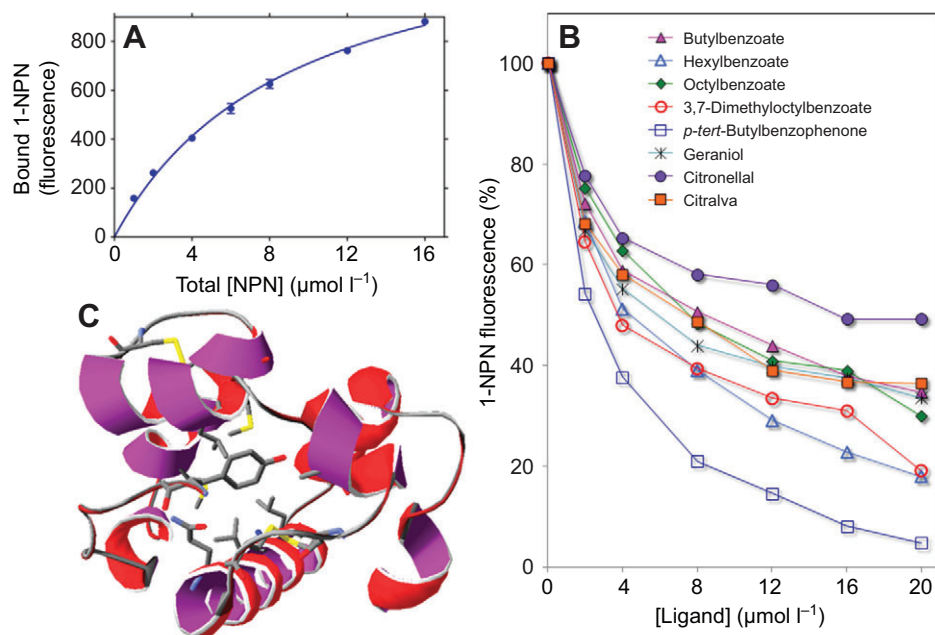 A
Bound 1-NPN
(fluorescence)
800
600
400
200
0
0 4 8 12 16
Total [NPN] (µmol l–1)
C
B
Butylbenzoate
Hexylbenzoate
Octylbenzoate
3,7-Dimethyloctylbenzoate
p-tert-Butylbenzophenone
Geraniol
Citronellal
Citralva
1-NPN fluorescence (%)
100
80
60
40
20
0
0 4 8 12 16 20
[Ligand] (µmol l–1)